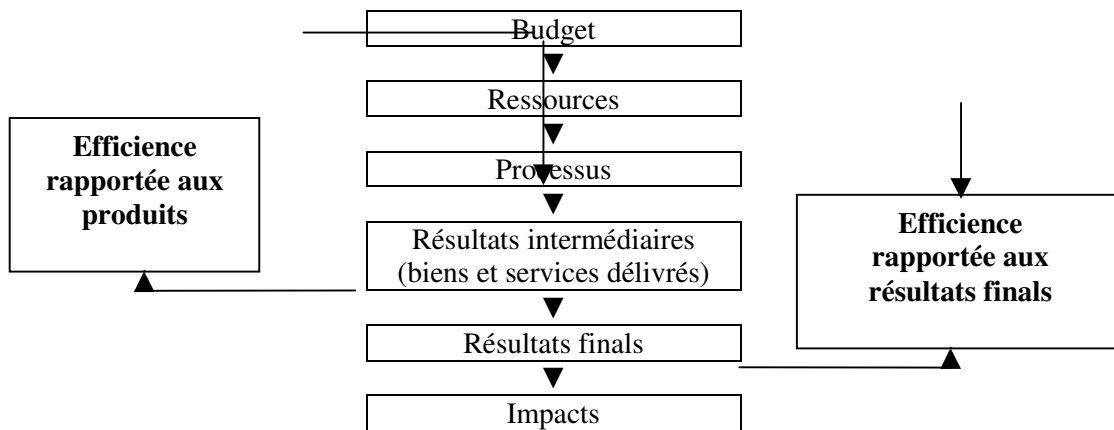 Budget
Ressources
Efficience
rapportée aux
produits
Processus
Résultats intermédiaires
(biens et services délivrés)
Efficience
rapportée aux
résultats finals
Résultats finals
Impacts